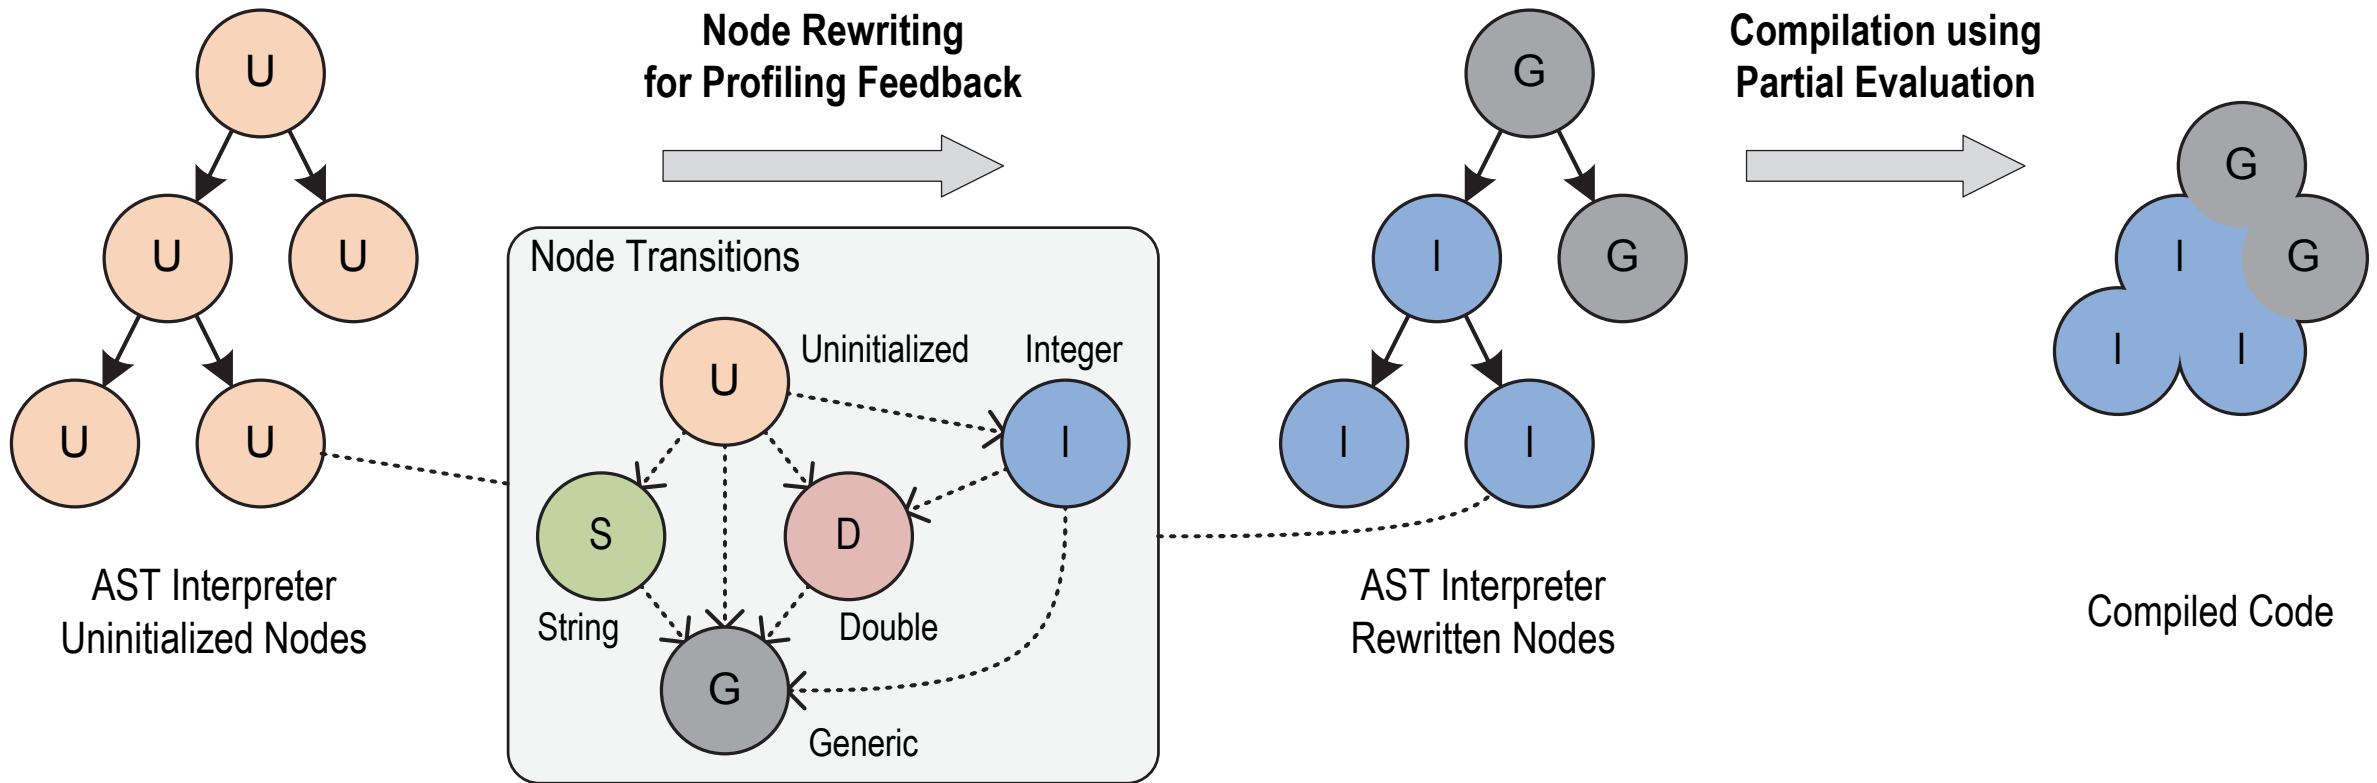 U
U
U
U
U
AST Interpreter
Uninitialized Nodes
Node Rewriting
for Profiling Feedback
Node Transitions
U
Uninitialized
Integer
I
S
D
String
Double
G
Generic
G
I
G
I
I
AST Interpreter
Rewritten Nodes
Compilation using
Partial Evaluation
G
I
G
I
I
Compiled Code